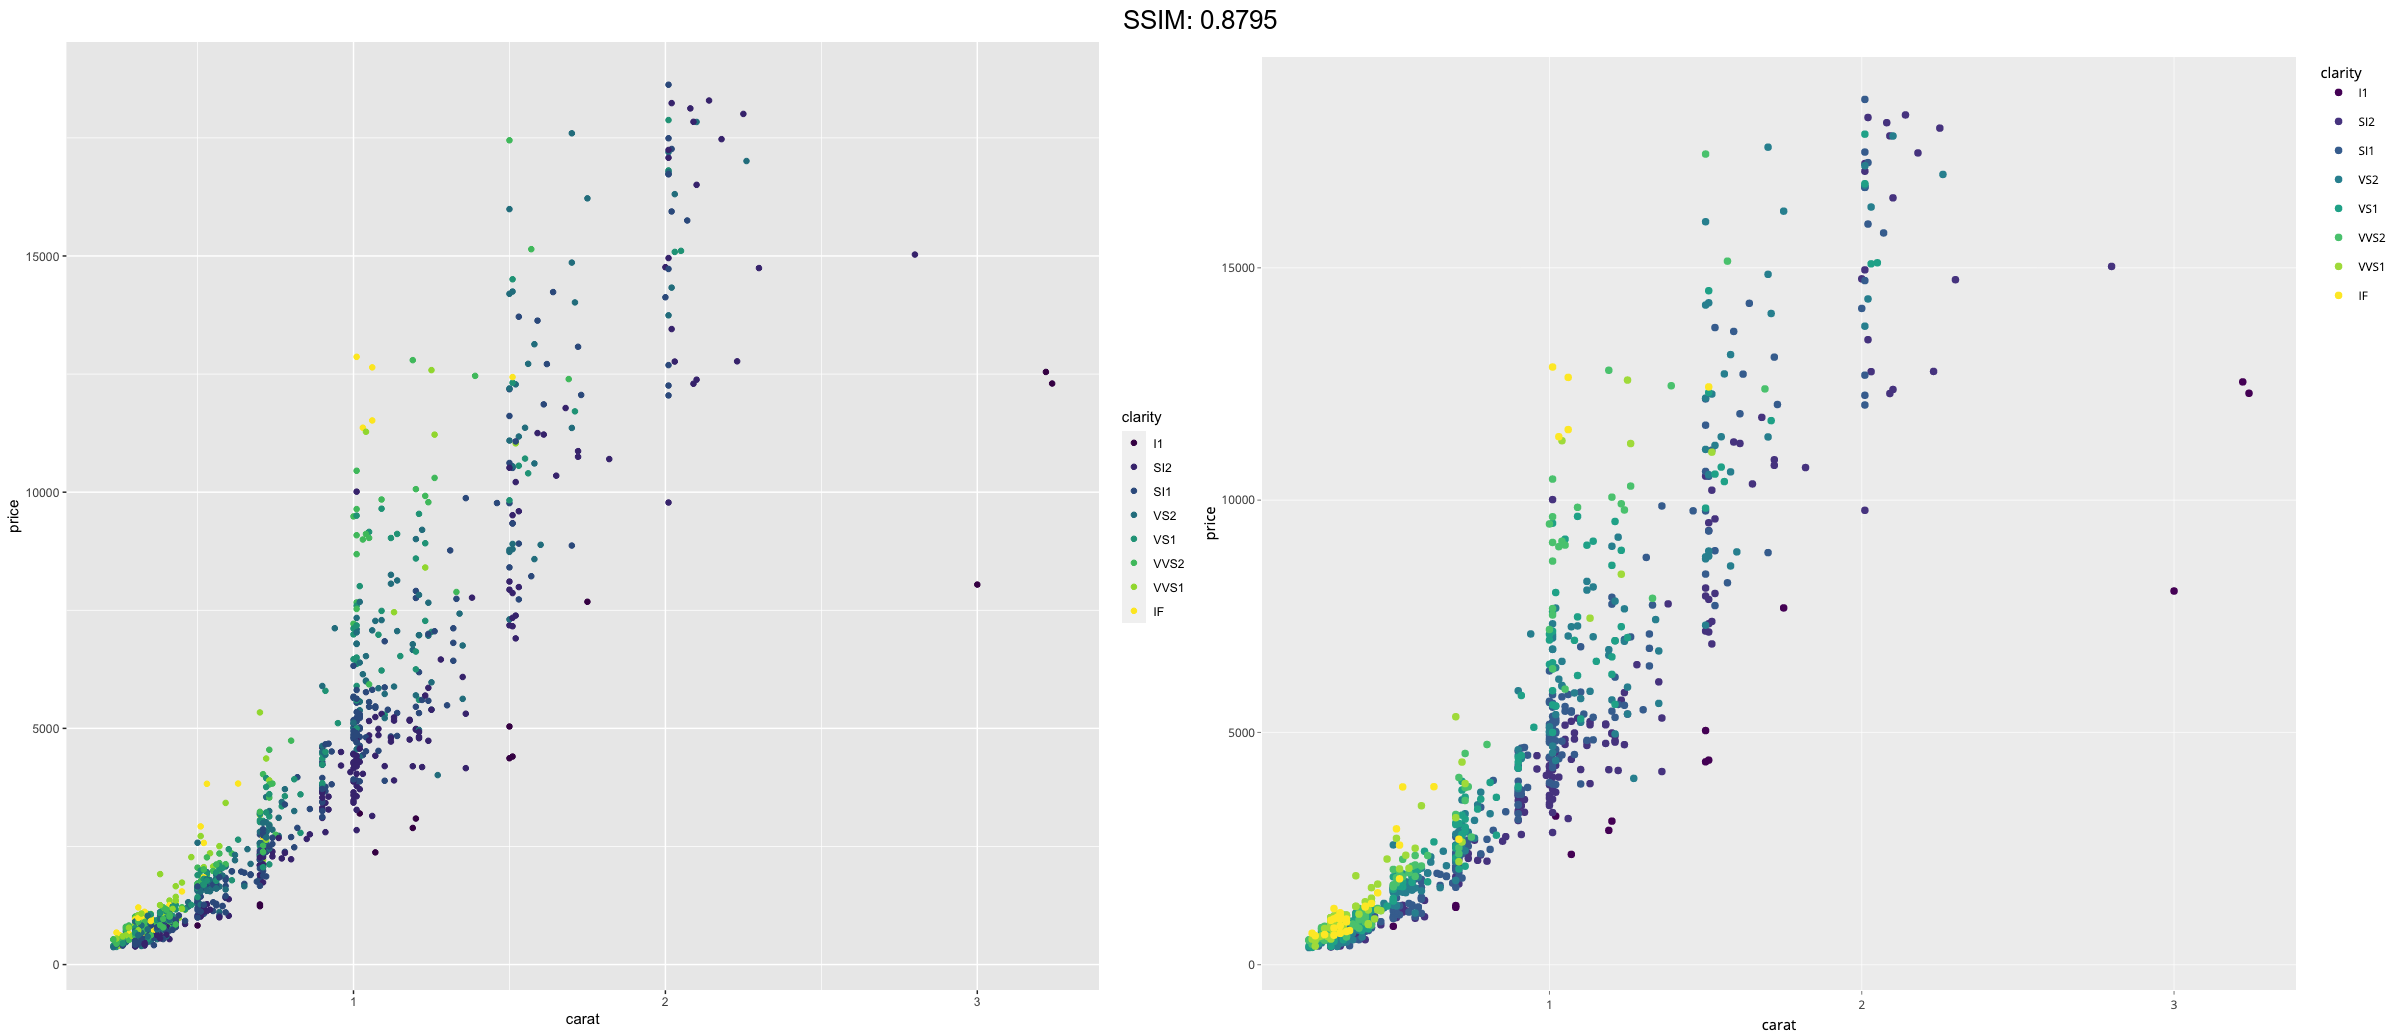 SSIM: 0.8795
price
15000
10000
5000
0
1
2
3
carat
clarity
I1
SI2
SI1
VS2
VS1
VVS2
VVS1
IF
price
15000
10000
5000
0
1
2
3
carat
clarity
I1
SI2
SI1
VS2
VS1
VVS2
VVS1
IF